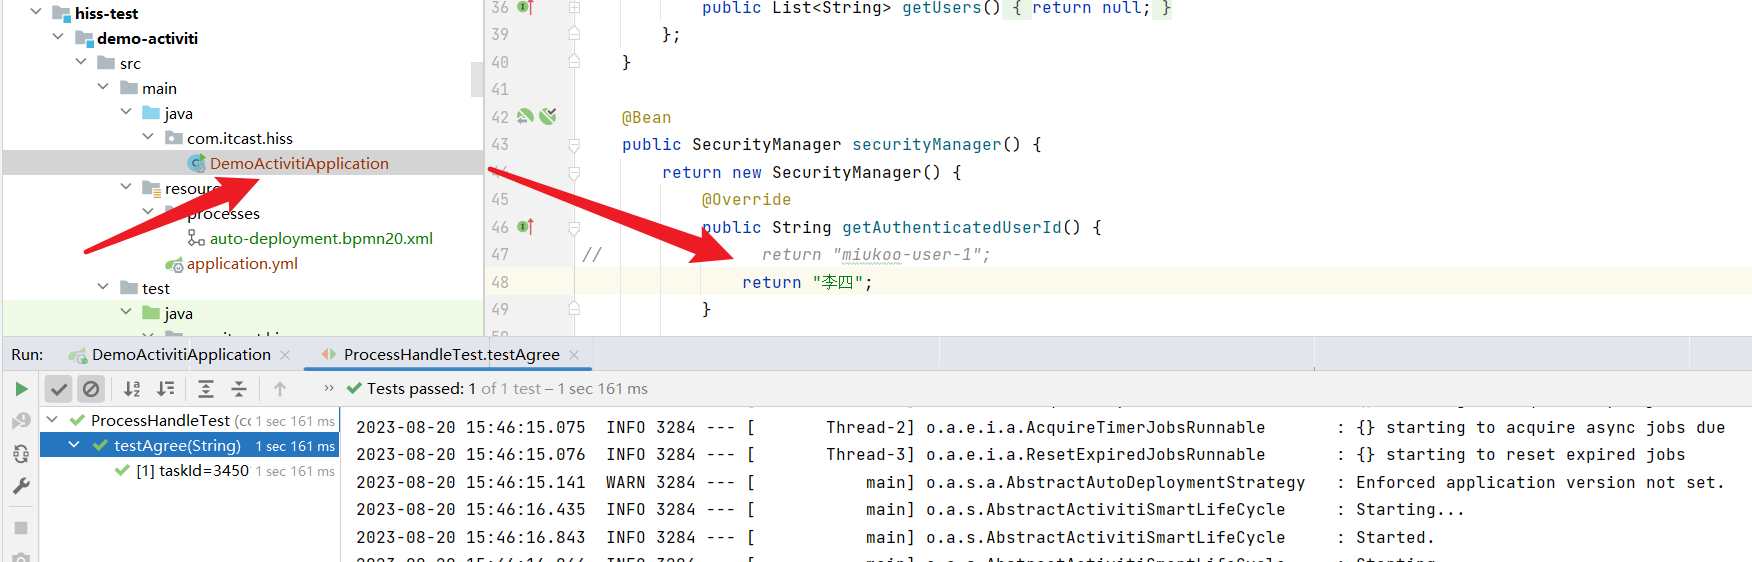 hiss-test
demo-activiti
src
main
java
com.itcast.hiss
DemoActivitiApplication
processes
auto-deployment.bpmn20.xml
application.yml
test
java
36 public List<String> getUsers() { return null; }
39 };
40 }
41
42 @Bean
43 public SecurityManager securityManager() {
return new SecurityManager() {
45 @Override
46 public String getAuthenticatedUserId() {
47 // return "miukoo-user-1";
48 return "李四";
49 }
Run: DemoActivitiApplication × ProcessHandleTest.testAgree ×
» Tests passed: 1 of 1 test – 1 sec 161 ms
ProcessHandleTest (cc 1 sec 161 ms
testAgree(String) 1 sec 161 ms
[1] taskId=3450 1 sec 161 ms
2023-08-20 15:46:15.075 INFO 3284 --- [ Thread-2] o.a.e.i.a.AcquireTimerJobsRunnable : {} starting to acquire async jobs due
2023-08-20 15:46:15.076 INFO 3284 --- [ Thread-3] o.a.e.i.a.ResetExpiredJobsRunnable : {} starting to reset expired jobs
2023-08-20 15:46:15.141 WARN 3284 --- [ main] o.a.s.a.AbstractAutoDeploymentStrategy : Enforced application version not set.
2023-08-20 15:46:16.435 INFO 3284 --- [ main] o.a.s.AbstractActivitiSmartLifeCycle : Starting...
2023-08-20 15:46:16.843 INFO 3284 --- [ main] o.a.s.AbstractActivitiSmartLifeCycle : Started.